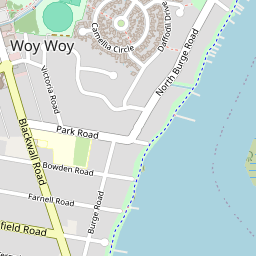 Camellia Circle
Daffodil Drive
Woy Woy
Victoria Road
North Burge Road
Blackwall Road
Park Road
Bowden Road
Farnell Road
Burge Road
field Road